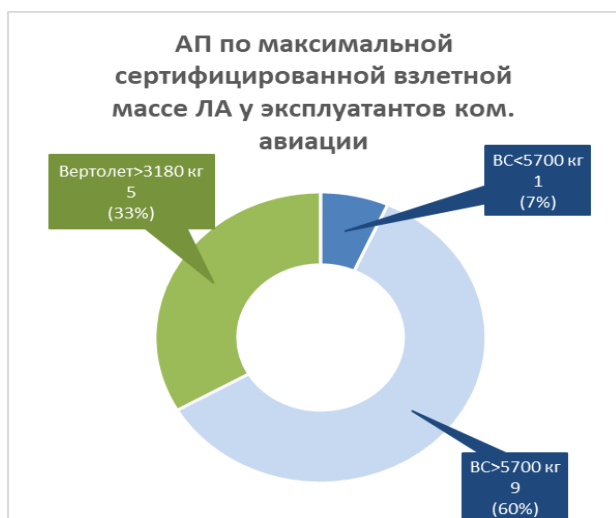 АП по максимальной
сертифицированной взлетной
массе ЛА у эксплуатантов ком.
авиации
Вертолет>3180 кг
5
(33%)
ВС<5700 кг
1
(7%)
ВС>5700 кг
9
(60%)